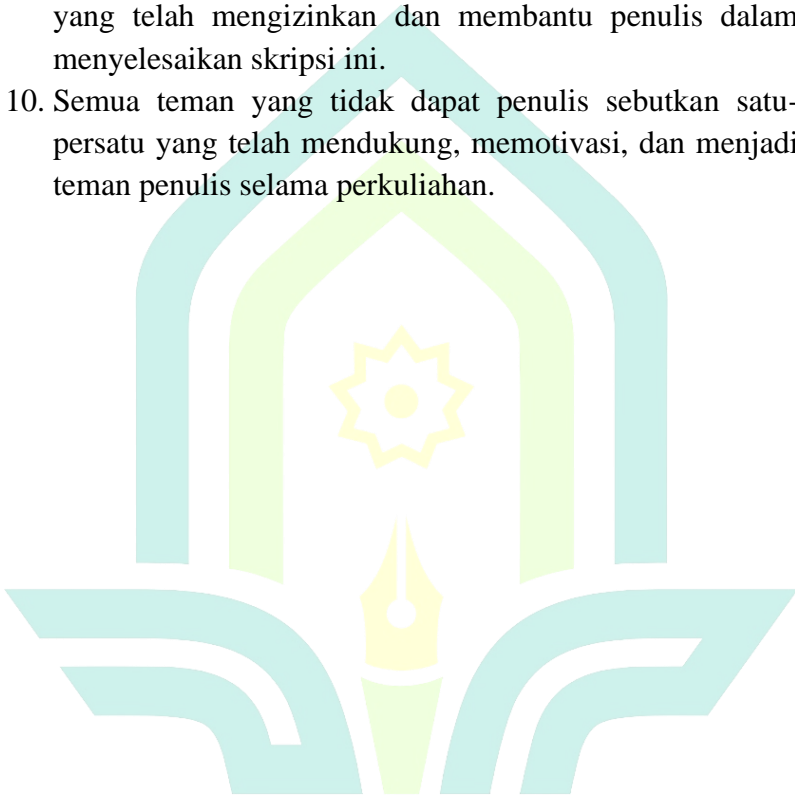 yang telah mengizinkan dan membantu penulis dalam
menyelesaikan skripsi ini.
10. Semua teman yang tidak dapat penulis sebutkan satu-
persatu yang telah mendukung, memotivasi, dan menjadi
teman penulis selama perkuliahan.